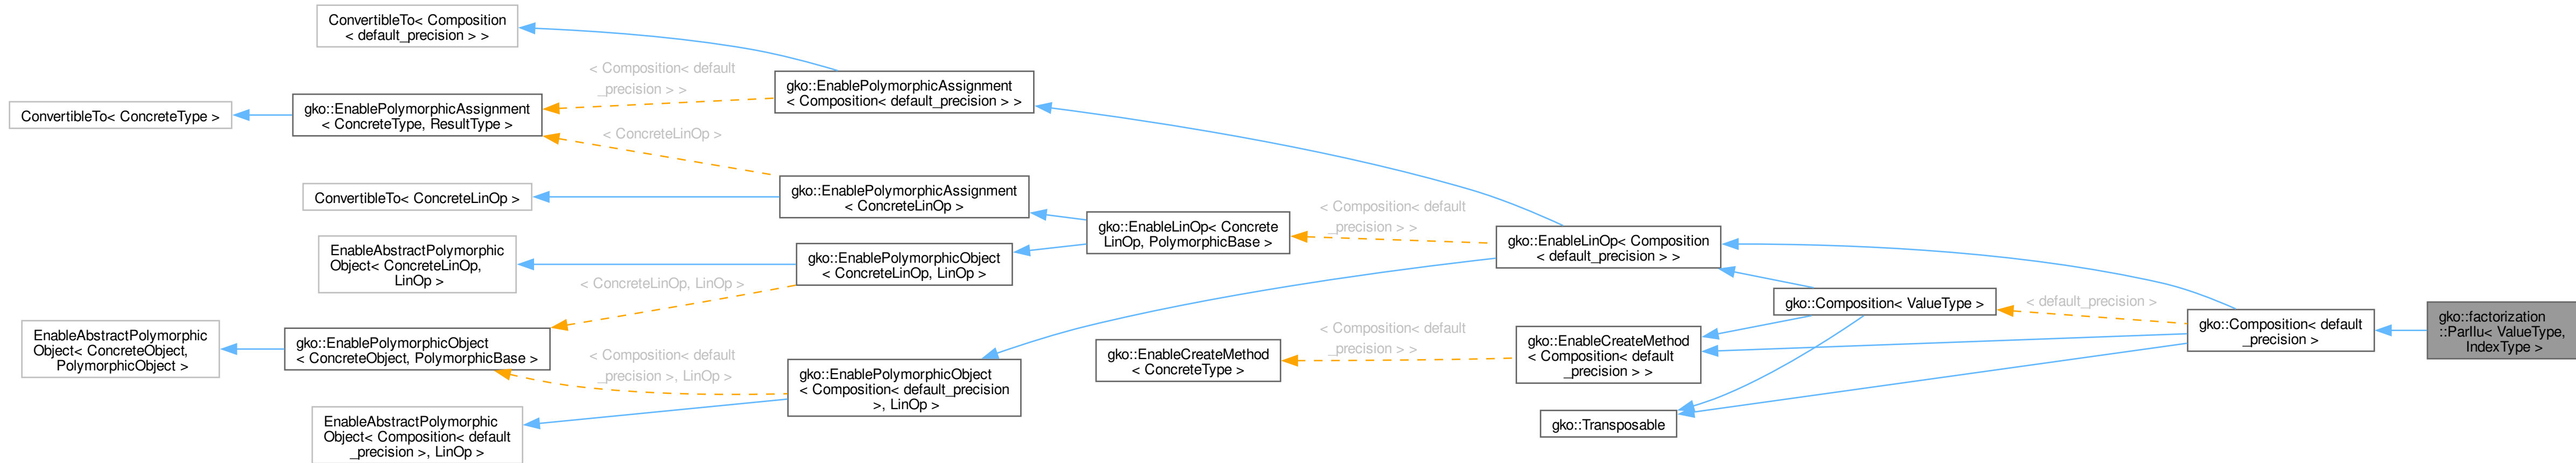 ConvertibleTo< Composition
< default_precision > >
ConvertibleTo< ConcreteType >
gko::EnablePolymorphicAssignment
< ConcreteType, ResultType >
< Composition< default
_precision > >
< ConcreteLinOp >
gko::EnablePolymorphicAssignment
< Composition< default_precision > >
ConvertibleTo< ConcreteLinOp >
gko::EnablePolymorphicAssignment
< ConcreteLinOp >
EnableAbstractPolymorphic
Object< ConcreteLinOp,
LinOp >
gko::EnablePolymorphicObject
< ConcreteLinOp, LinOp >
gko::EnableLinOp< Concrete
LinOp, PolymorphicBase >
< Composition< default
_precision > >
gko::EnableLinOp< Composition
< default_precision > >
< ConcreteLinOp, LinOp >
EnableAbstractPolymorphic
Object< ConcreteObject,
PolymorphicObject >
gko::EnablePolymorphicObject
< ConcreteObject, PolymorphicBase >
< Composition< default
_precision >, LinOp >
gko::EnablePolymorphicObject
< Composition< default_precision
>, LinOp >
EnableAbstractPolymorphic
Object< Composition< default
_precision >, LinOp >
gko::EnableCreateMethod
< ConcreteType >
< Composition< default
_precision > >
gko::EnableCreateMethod
< Composition< default
_precision > >
gko::Transposable
gko::Composition< ValueType >
< default_precision >
gko::Composition< default
_precision >
gko::factorization
::ParIlu< ValueType,
IndexType >